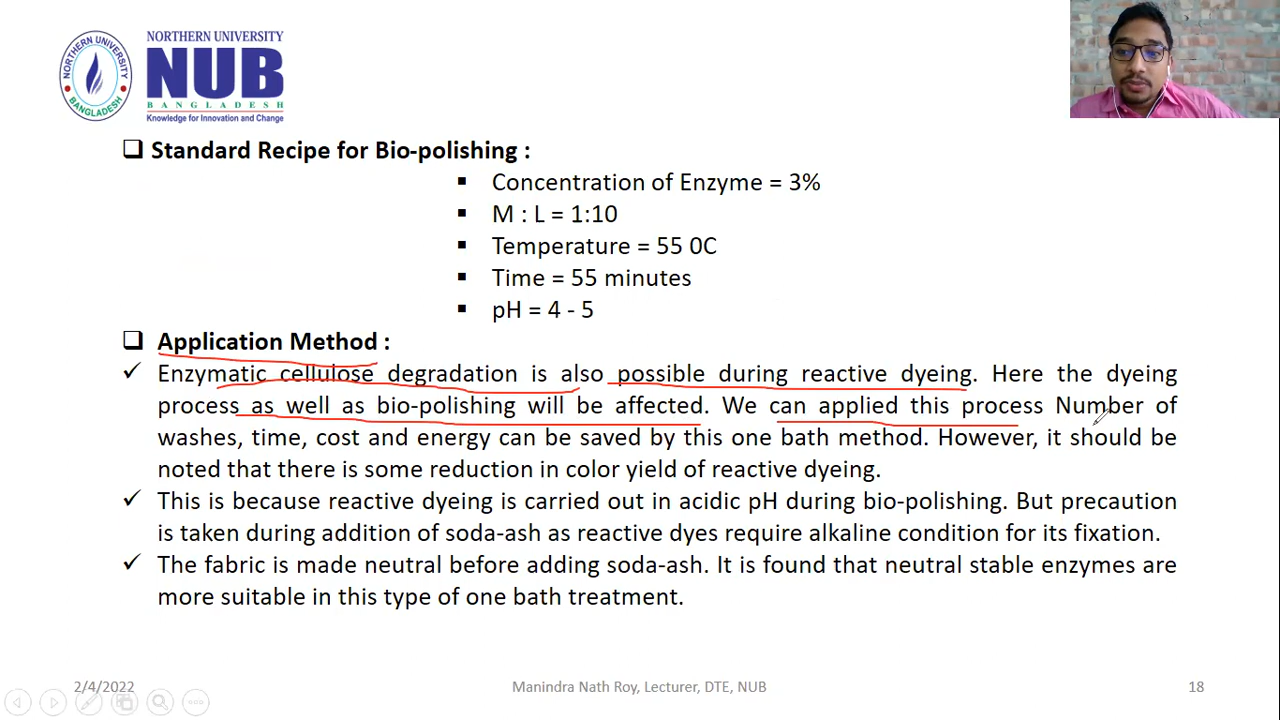 NORTHERN UNIVERSITY
NUB
BANGLADESH
Knowledge for Innovation and Change
NORTHERN UNIVERSITY
BANGLADESH
Standard Recipe for Bio-polishing :
Concentration of Enzyme = 3%
M : L = 1:10
Temperature = 55 0C
Time = 55 minutes
pH = 4 - 5
Application Method :
Enzymatic cellulose degradation is also possible during reactive dyeing. Here the dyeing
process as well as bio-polishing will be affected. We can applied this process Number of
washes, time, cost and energy can be saved by this one bath method. However, it should be
noted that there is some reduction in color yield of reactive dyeing.
This is because reactive dyeing is carried out in acidic pH during bio-polishing. But precaution
is taken during addition of soda-ash as reactive dyes require alkaline condition for its fixation.
The fabric is made neutral before adding soda-ash. It is found that neutral stable enzymes are
more suitable in this type of one bath treatment.
2/4/2022
Manindra Nath Roy, Lecturer, DTE, NUB
18